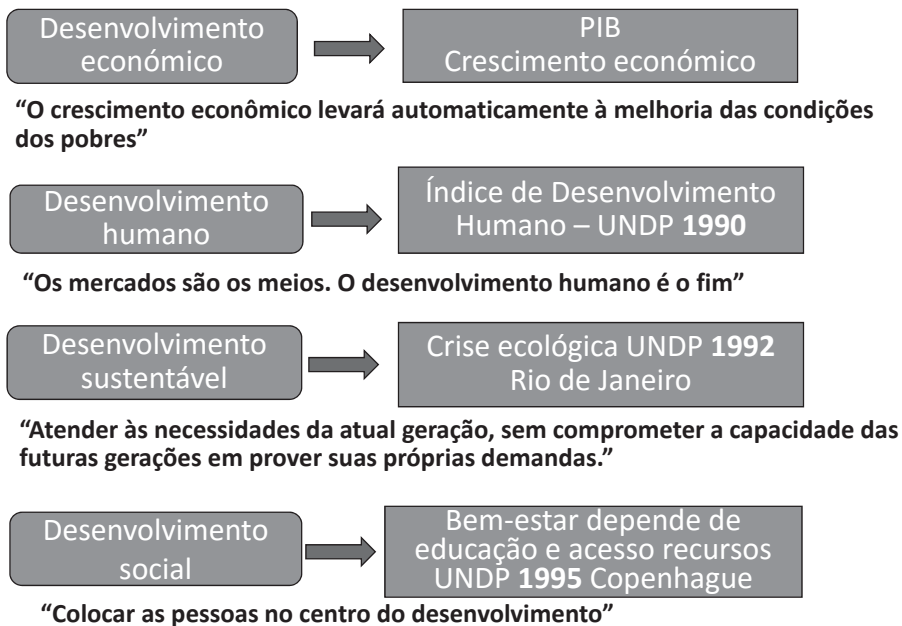 Desenvolvimento
económico
PIB
Crescimento económico
“O crescimento econômico levará automaticamente à melhoria das condições
dos pobres”
Desenvolvimento
humano
Índice de Desenvolvimento
Humano – UNDP 1990
“Os mercados são os meios. O desenvolvimento humano é o fim”
Desenvolvimento
sustentável
Crise ecológica UNDP 1992
Rio de Janeiro
“Atender às necessidades da atual geração, sem comprometer a capacidade das
futuras gerações em prover suas próprias demandas.”
Desenvolvimento
social
Bem-estar depende de
educação e acesso recursos
UNDP 1995 Copenhague
“Colocar as pessoas no centro do desenvolvimento”